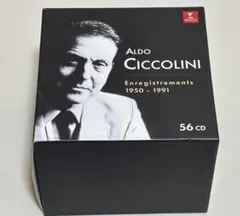 ALDO
CICCOLINI
Enregistrements
1950 - 1991
56 CD